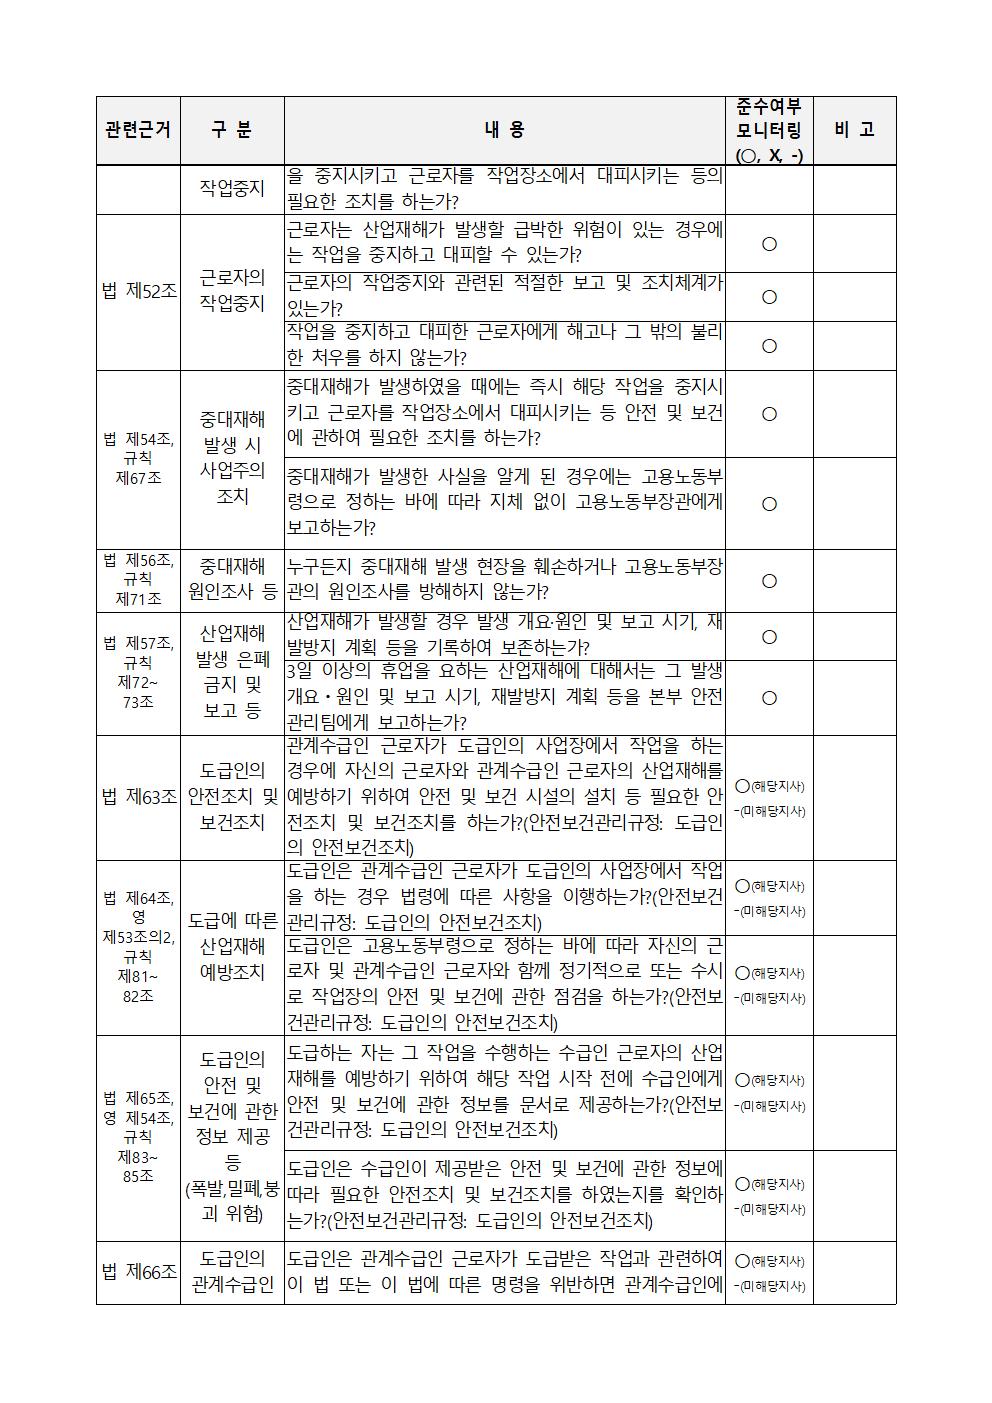 관련근거 구 분 내 용 준수여부 모니터링 (○, X, -) 비 고
작업중지
을 중지시키고 근로자를 작업장소에서 대피시키는 등의
필요한 조치를 하는가?
법 제52조
근로자의
작업중지
근로자는 산업재해가 발생할 급박한 위험이 있는 경우에
는 작업을 중지하고 대피할 수 있는가?
○
근로자의 작업중지와 관련된 적절한 보고 및 조치체계가
있는가?
○
작업을 중지하고 대피한 근로자에게 해고나 그 밖의 불리
한 처우를 하지 않는가?
○
법 제54조,
규칙
제67조
중대재해
발생 시
사업주의
조치
중대재해가 발생하였을 때에는 즉시 해당 작업을 중지시
키고 근로자를 작업장소에서 대피시키는 등 안전 및 보건
에 관하여 필요한 조치를 하는가?
○
중대재해가 발생한 사실을 알게 된 경우에는 고용노동부
령으로 정하는 바에 따라 지체 없이 고용노동부장관에게
보고하는가?
○
법 제56조,
규칙
제71조
중대재해
원인조사 등
누구든지 중대재해 발생 현장을 훼손하거나 고용노동부장
관의 원인조사를 방해하지 않는가?
○
법 제57조,
규칙
제72~
73조
산업재해
발생 은폐
금지 및
보고 등
산업재해가 발생할 경우 발생 개요·원인 및 보고 시기, 재
발방지 계획 등을 기록하여 보존하는가?
○
3일 이상의 휴업을 요하는 산업재해에 대해서는 그 발생
개요・원인 및 보고 시기, 재발방지 계획 등을 본부 안전
관리팀에게 보고하는가?
○
법 제63조
도급인의
안전조치 및
보건조치
관계수급인 근로자가 도급인의 사업장에서 작업을 하는
경우에 자신의 근로자와 관계수급인 근로자의 산업재해를
예방하기 위하여 안전 및 보건 시설의 설치 등 필요한 안
전조치 및 보건조치를 하는가?(안전보건관리규정: 도급인
의 안전보건조치)
○(해당지사)
-(미해당지사)
법 제64조,
영
제53조의2,
규칙
제81~
82조
도급에 따른
산업재해
예방조치
도급인은 관계수급인 근로자가 도급인의 사업장에서 작업
을 하는 경우 법령에 따른 사항을 이행하는가?(안전보건
관리규정: 도급인의 안전보건조치)
○(해당지사)
-(미해당지사)
도급인은 고용노동부령으로 정하는 바에 따라 자신의 근
로자 및 관계수급인 근로자와 함께 정기적으로 또는 수시
로 작업장의 안전 및 보건에 관한 점검을 하는가?(안전보
건관리규정: 도급인의 안전보건조치)
○(해당지사)
-(미해당지사)
법 제65조,
영 제54조,
규칙
제83~
85조
도급인의
안전 및
보건에 관한
정보 제공
등
(폭발,밀폐,붕
괴 위험)
도급하는 자는 그 작업을 수행하는 수급인 근로자의 산업
재해를 예방하기 위하여 해당 작업 시작 전에 수급인에게
안전 및 보건에 관한 정보를 문서로 제공하는가?(안전보
건관리규정: 도급인의 안전보건조치)
○(해당지사)
-(미해당지사)
도급인은 수급인이 제공받은 안전 및 보건에 관한 정보에
따라 필요한 안전조치 및 보건조치를 하였는지를 확인하
는가?(안전보건관리규정: 도급인의 안전보건조치)
○(해당지사)
-(미해당지사)
법 제66조
도급인의
관계수급인
도급인은 관계수급인 근로자가 도급받은 작업과 관련하여
이 법 또는 이 법에 따른 명령을 위반하면 관계수급인에
○(해당지사)
-(미해당지사)